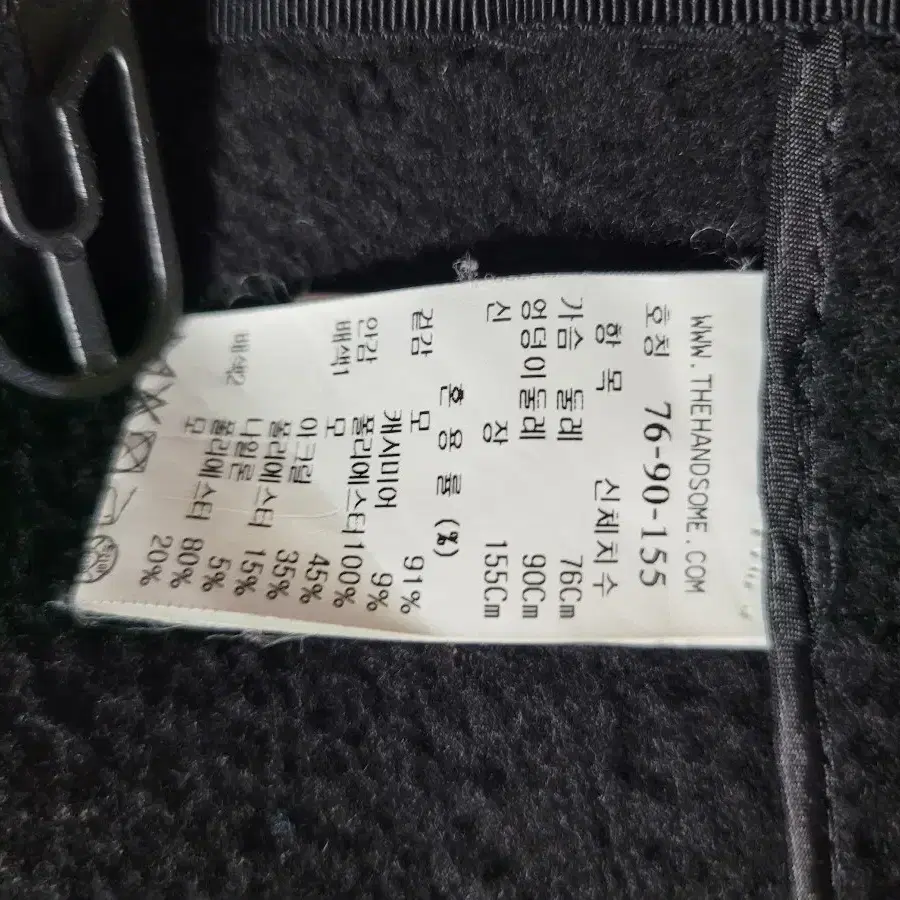 WWW.THEHANDSOME.COM
호칭 76-90-155
항 목 신체치수
가슴 둘레 76Cm
엉덩이둘레 90Cm
신 장 155Cm
혼 용 률 (%)
겉감 모 91%
캐시미어 9%
안감 폴리에스터 100%
배색1 모 45%
아크릴 35%
폴리에스터 15%
나일론 5%
배색2 폴리에스터 80%
모 20%